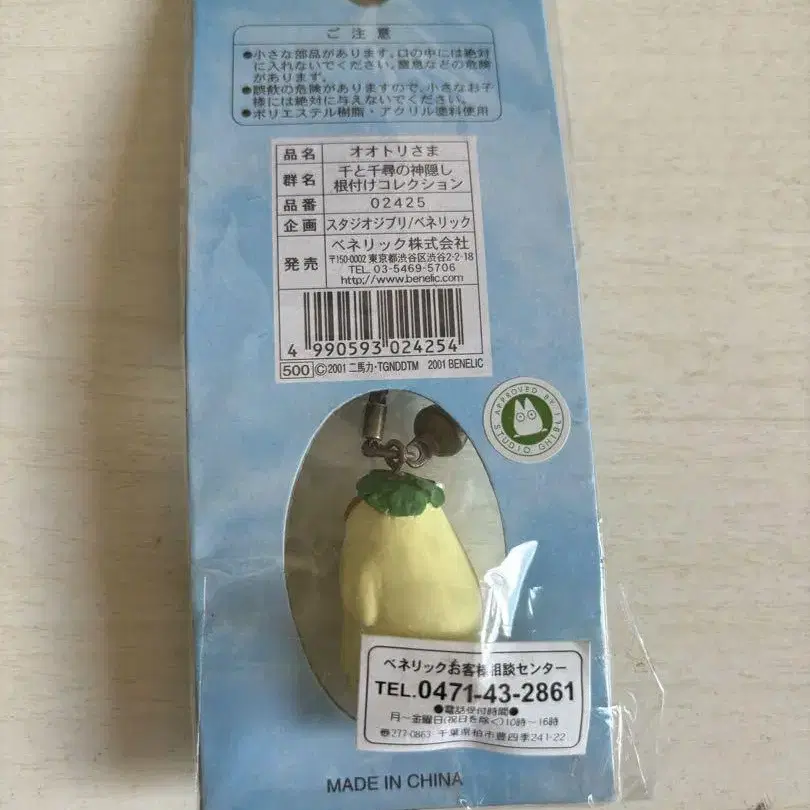 ご注意
●小さな部品があります。口の中には絶対
に入れないでください。窒息などの危険
があります。
●誤飲の危険がありますので、小さなお子
様には絶対に与えないでください。
●ポリエステル樹脂・アクリル塗料使用
品名 オオトリさま
群名 千と千尋の神隠し
根付けコレクション
品番 02425
企画 スタジオジブリ/ベネリック
発売 ベネリック株式会社
〒150-0002 東京都渋谷区渋谷2-2-18
TEL. 03-5469-5706
http://www.benelic.com
4 990593 024254
500 ©2001 二馬力・TGNDDTM 2001 BENELIC
APPROVED BY
STUDIO GHIBLI
ベネリックお客様相談センター
TEL.0471-43-2861
●電話受付時間●
月～金曜日(祝日を除く)10時～16時
〠277-0863 千葉県柏市豊四季241-22
MADE IN CHINA